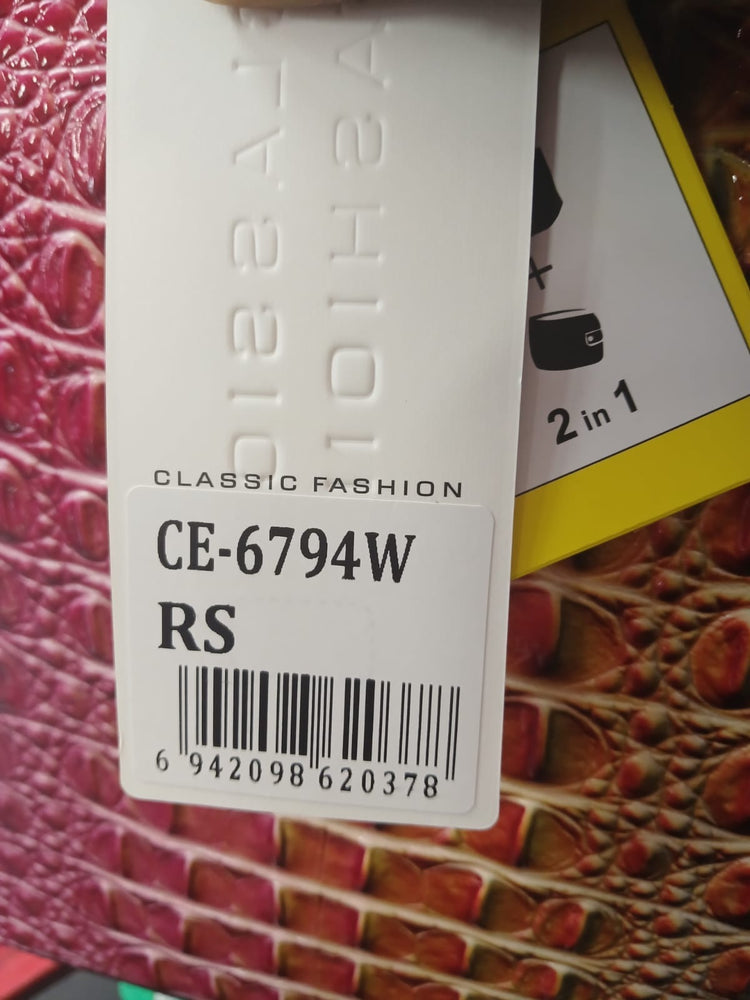 CLASSIC FASHION
CE-6794W
RS
6 942098 620378
2 in 1